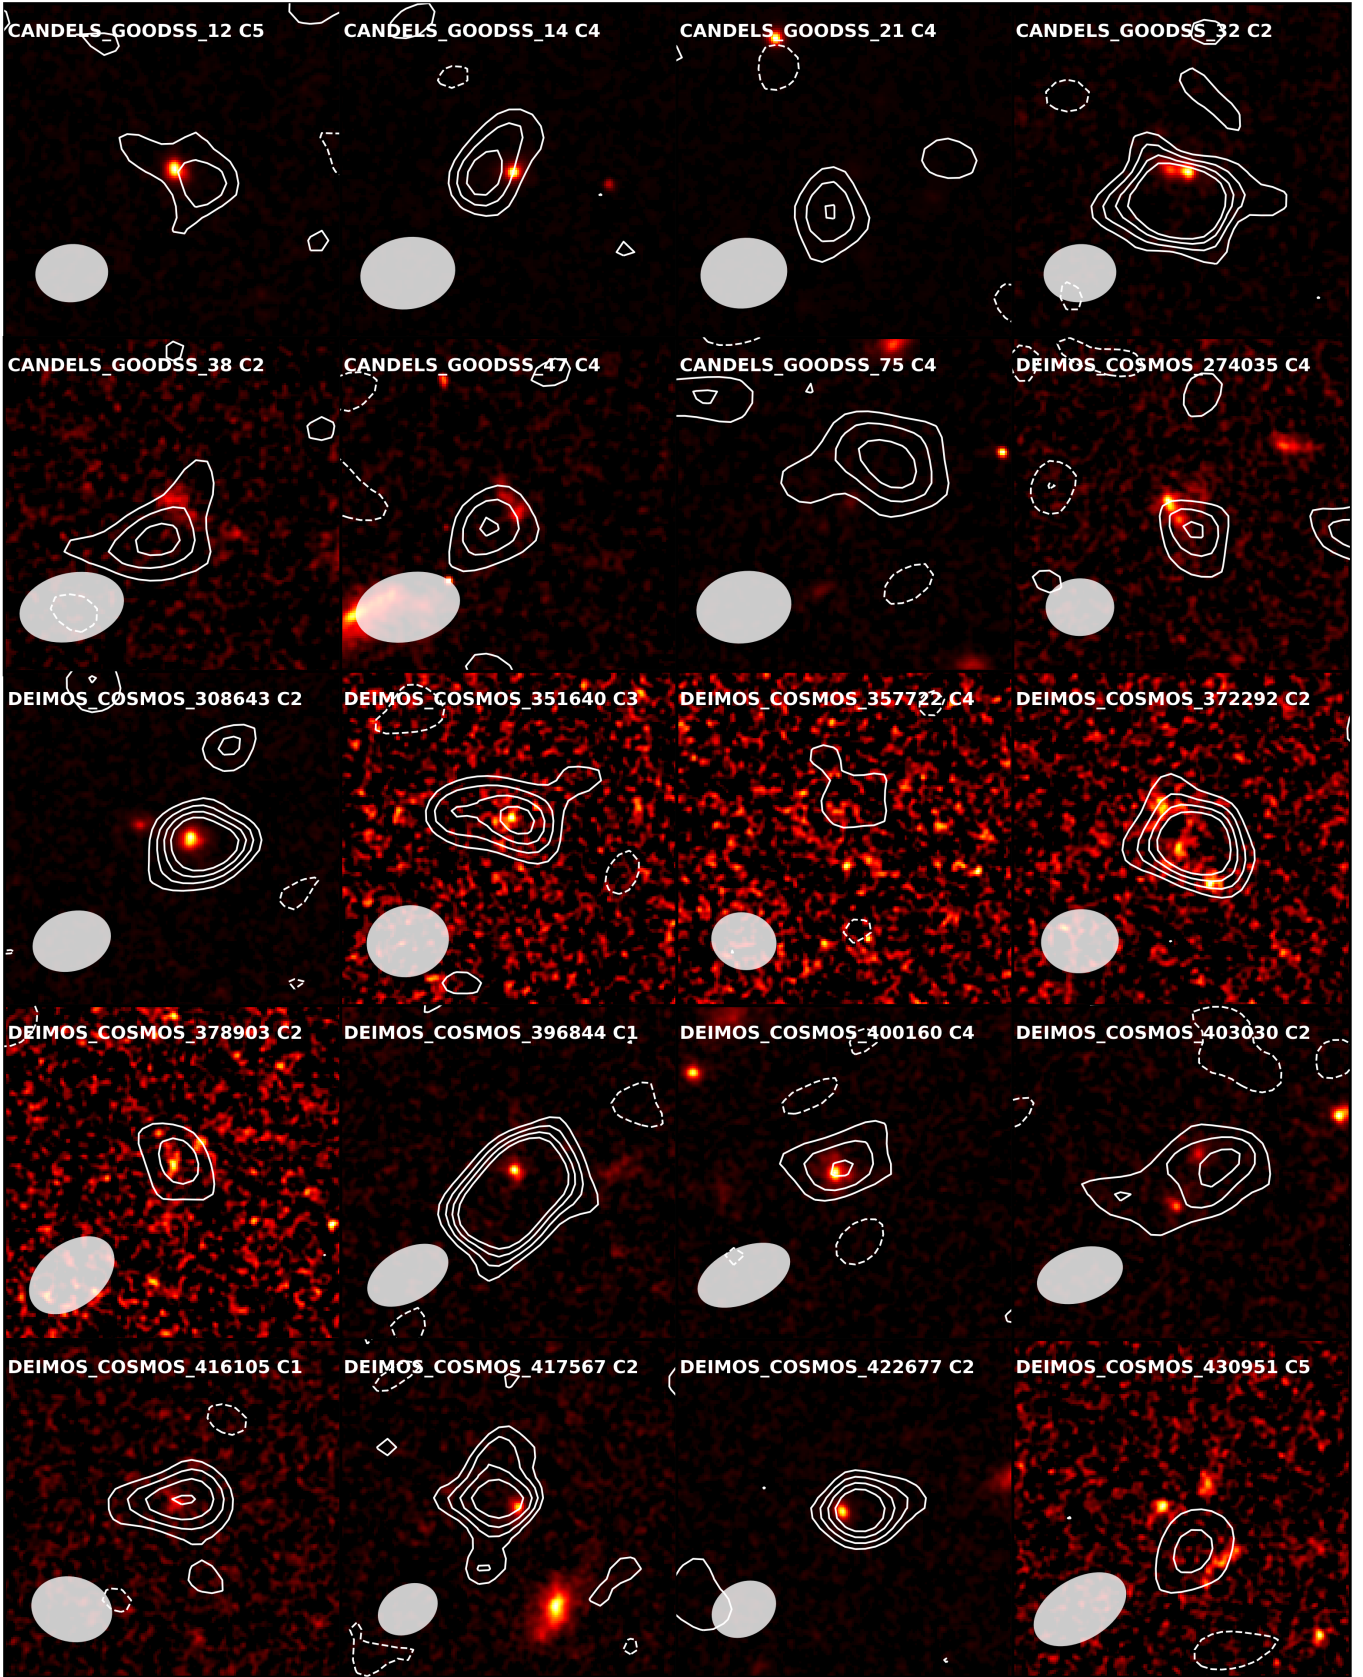 CANDELS_GOODSS_12 C5
CANDELS_GOODSS_14 C4
CANDELS_GOODSS_21 C4
CANDELS_GOODSS_32 C2
CANDELS_GOODSS_38 C2
CANDELS_GOODSS_47 C4
CANDELS_GOODSS_75 C4
DEIMOS_COSMOS_274035 C4
DEIMOS_COSMOS_308643 C2
DEIMOS_COSMOS_351640 C3
DEIMOS_COSMOS_357722 C4
DEIMOS_COSMOS_372292 C2
DEIMOS_COSMOS_378903 C2
DEIMOS_COSMOS_396844 C1
DEIMOS_COSMOS_400160 C4
DEIMOS_COSMOS_403030 C2
DEIMOS_COSMOS_416105 C1
DEIMOS_COSMOS_417567 C2
DEIMOS_COSMOS_422677 C2
DEIMOS_COSMOS_430951 C5